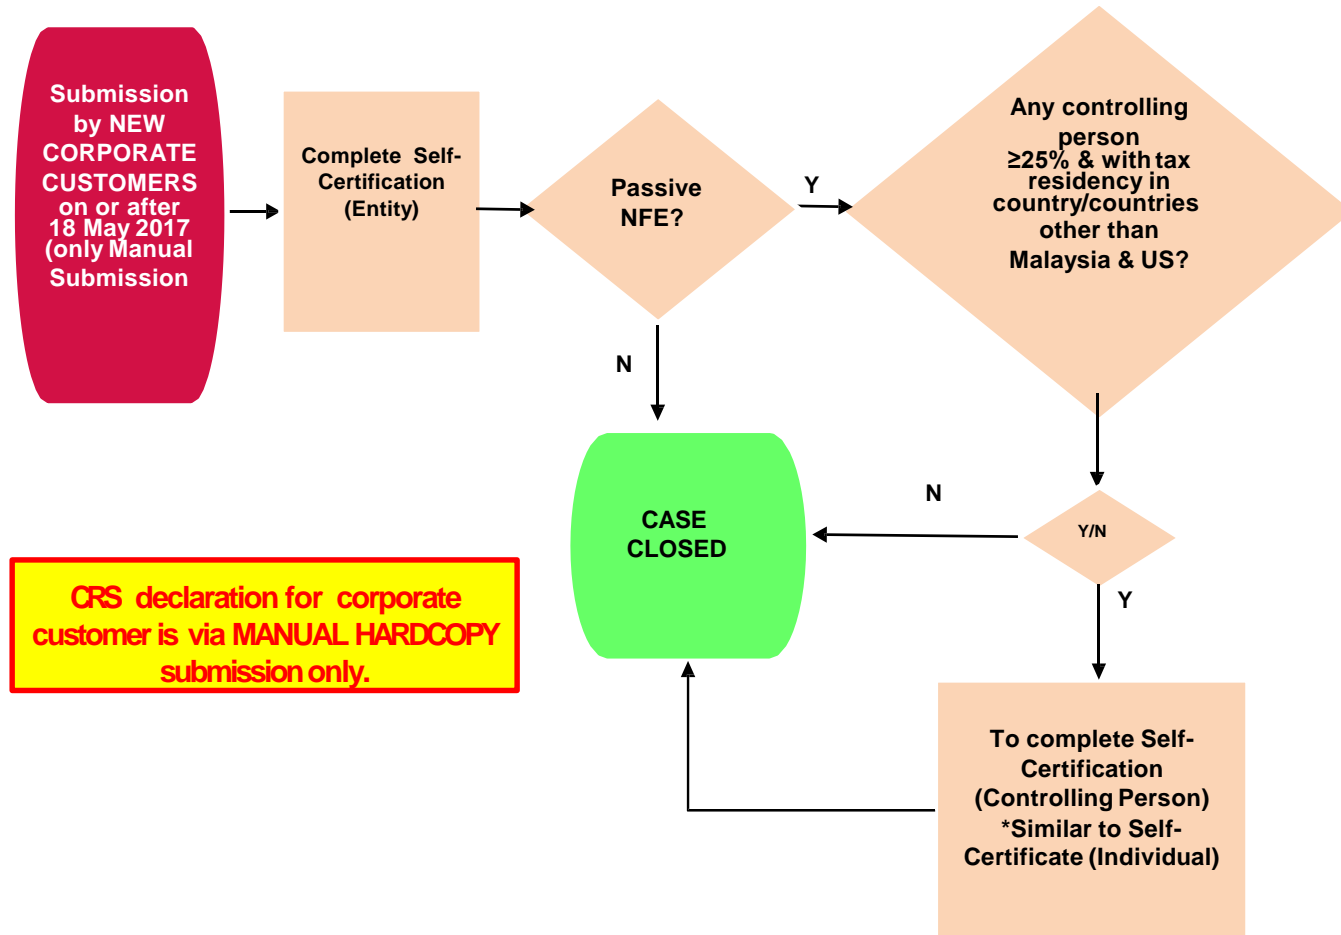 Submission
by NEW
CORPORATE
CUSTOMERS
on or after
18 May 2017
(only Manual
Submission
Complete Self-
Certification
(Entity)
Passive
NFE?
Y
Any controlling
person
≥25% & with tax
residency in
country/countries
other than
Malaysia & US?
N
CASE
CLOSED
N
Y/N
Y
CRS declaration for corporate
customer is via MANUAL HARDCOPY
submission only.
To complete Self-
Certification
(Controlling Person)
*Similar to Self-
Certificate (Individual)